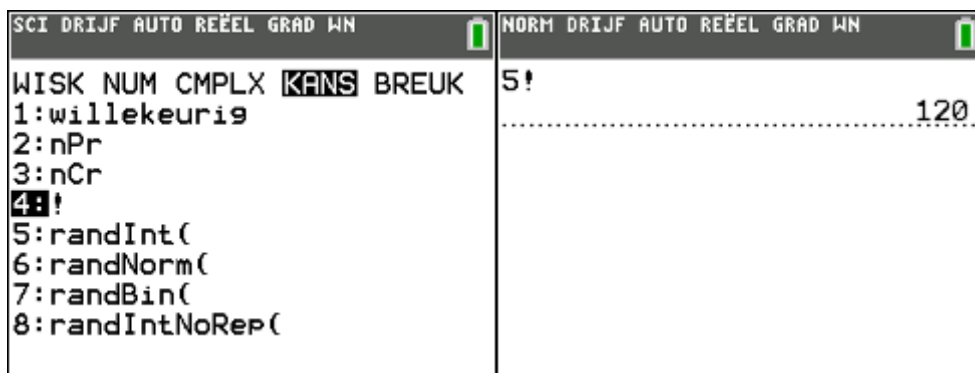 SCI DRIJF AUTO REËEL GRAD WN
WISK NUM CMPLX KANS BREUK
1:willekeurig
2:nPr
3:nCr
4:!
5:randInt(
6:randNorm(
7:randBin(
8:randIntNoRep(
NORM DRIJF AUTO REËEL GRAD WN
5!
120